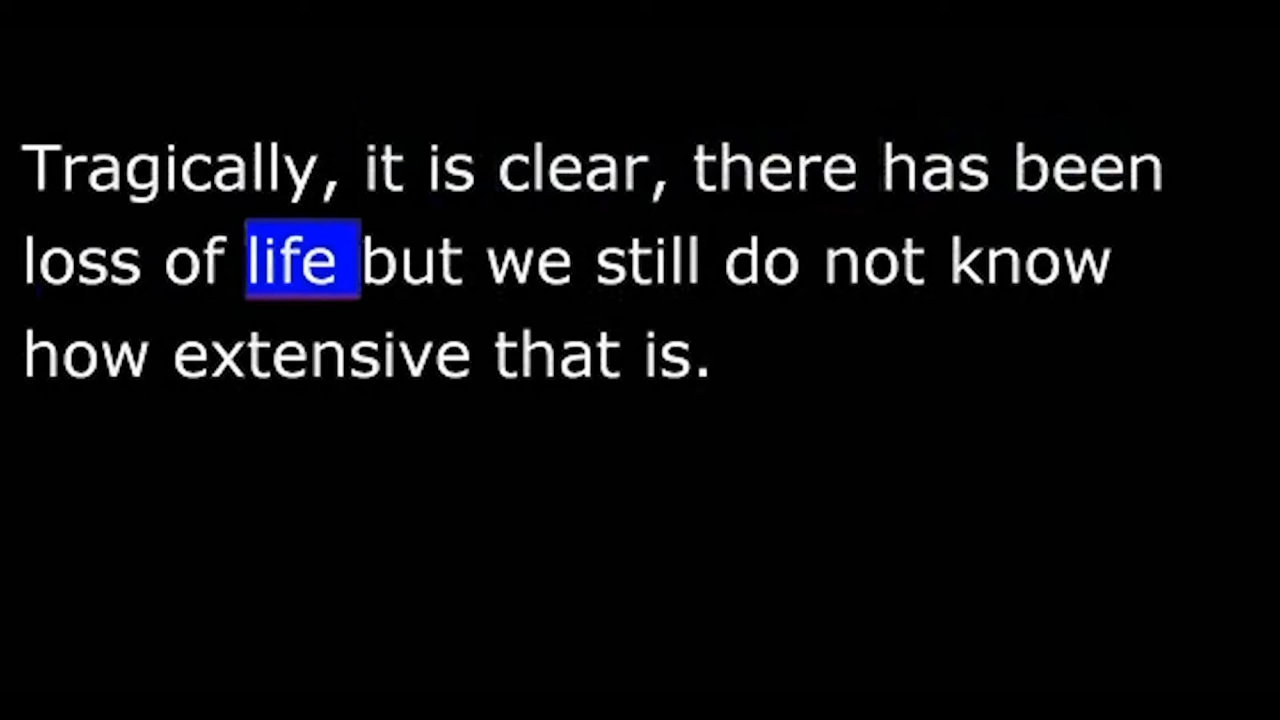 Tragically, it is clear, there has been
loss of life but we still do not know
how extensive that is.